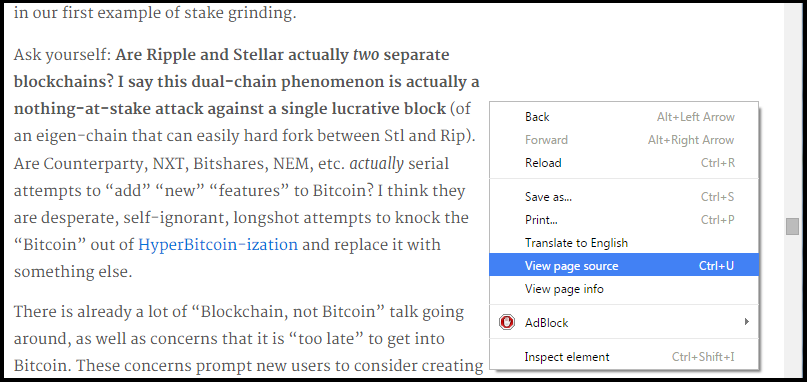 in our first example of stake grinding.
Ask yourself: Are Ripple and Stellar actually two separate
blockchains? I say this dual-chain phenomenon is actually a
nothing-at-stake attack against a single lucrative block (of
an eigen-chain that can easily hard fork between Stl and Rip).
Are Counterparty, NXT, Bitshares, NEM, etc. actually serial
attempts to “add” “new” “features” to Bitcoin? I think they
are desperate, self-ignorant, longshot attempts to knock the
“Bitcoin” out of HyperBitcoin-ization and replace it with
something else.
There is already a lot of “Blockchain, not Bitcoin” talk going
around, as well as concerns that it is “too late” to get into
Bitcoin. These concerns prompt new users to consider creating
Back Alt+Left Arrow
Forward Alt+Right Arrow
Reload Ctrl+R
Save as... Ctrl+S
Print... Ctrl+P
Translate to English
View page source Ctrl+U
View page info
AdBlock
Inspect element Ctrl+Shift+I